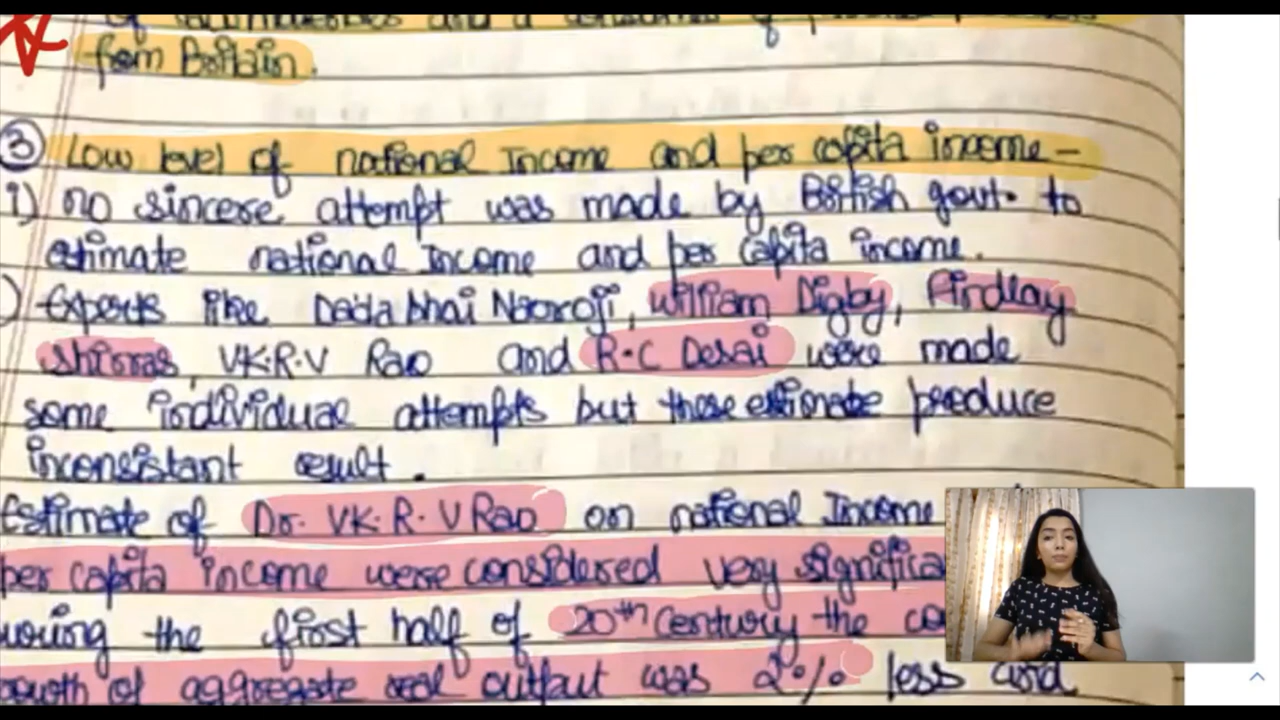 from Britain.
③ Low level of national Income and per capita income –
i) no sincere attempt was made by British govt. to
estimate national Income and per capita income.
) Experts like Dadabhai Naoroji, William Digby, Findlay
Shirras, V.K.R.V Rao and R.C Desai were made
some individual attempts but these estimate produce
inconsistant result.
Estimate of Dr. V.K.R.V Rao on national Income
per capita income were considered very significa
the first half of 20th Century the co
of aggregate real output was 2% less and